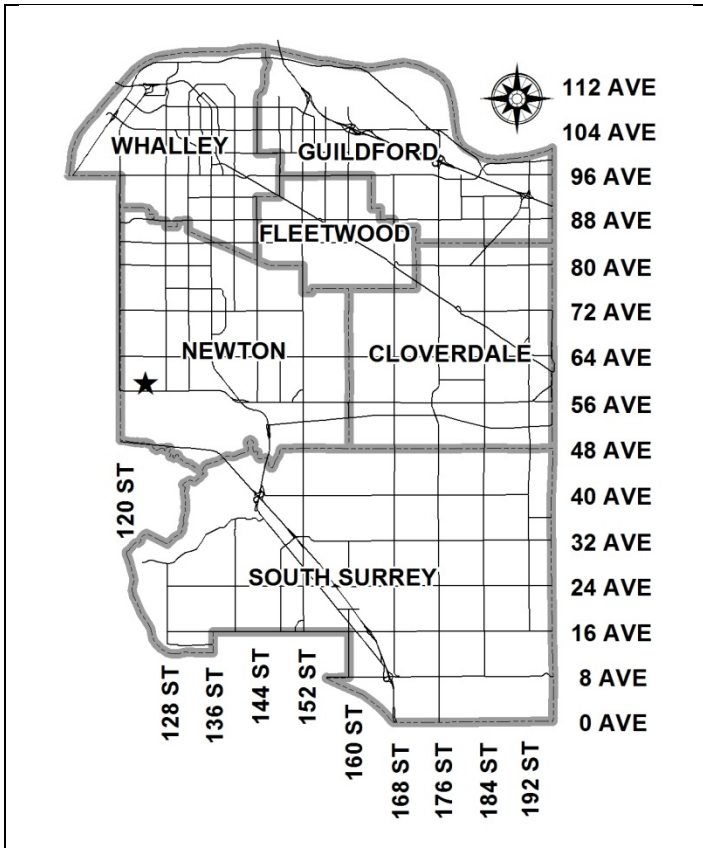 112 AVE
104 AVE
WHALLEY
GUILDFORD
96 AVE
88 AVE
FLEETWOOD
80 AVE
72 AVE
NEWTON
CLOVERDALE
64 AVE
56 AVE
48 AVE
120 ST
40 AVE
32 AVE
SOUTH SURREY
24 AVE
16 AVE
128 ST
136 ST
144 ST
152 ST
160 ST
8 AVE
0 AVE
168 ST
176 ST
184 ST
192 ST